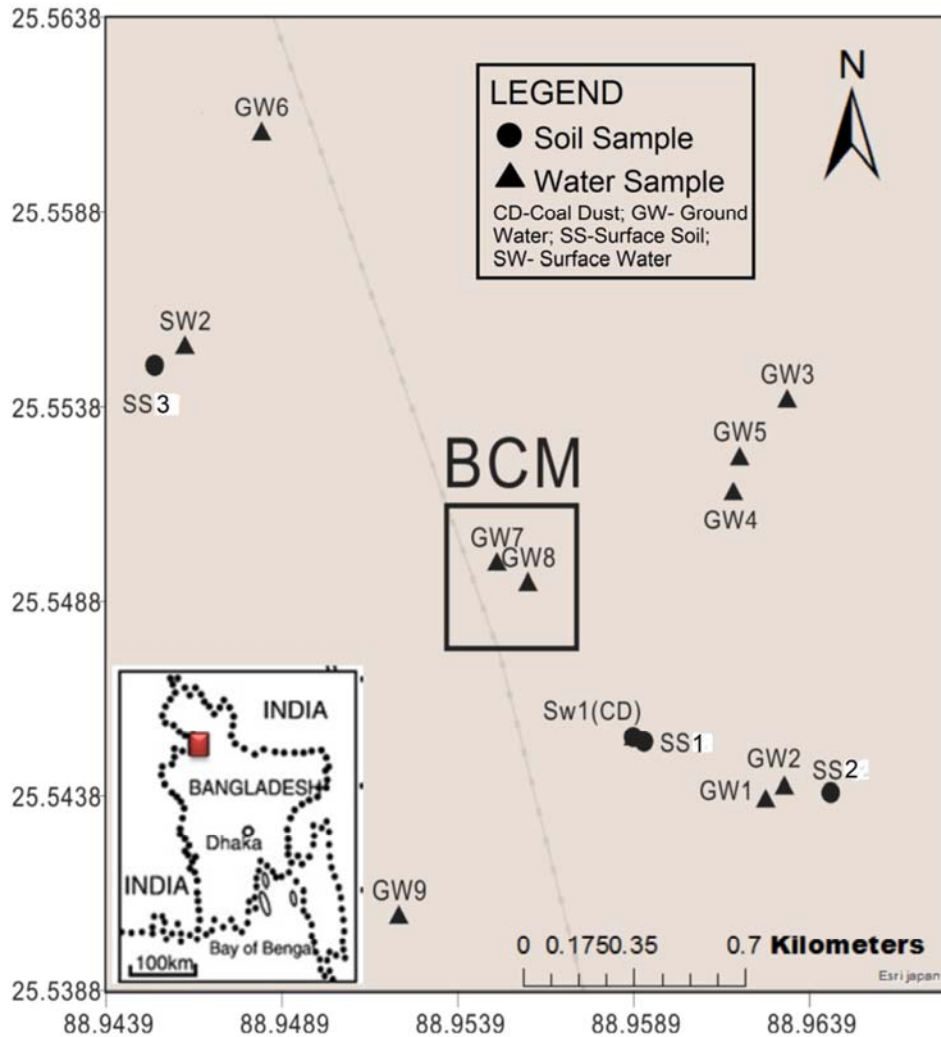 25.5638
25.5588
25.5538
25.5488
25.5438
25.5388
88.9439
88.9489
88.9539
88.9589
88.9639
N
LEGEND
Soil Sample
Water Sample
CD-Coal Dust; GW- Ground
Water; SS-Surface Soil;
SW- Surface Water
GW6
SW2
SS3
GW3
GW5
GW4
BCM
GW7
GW8
Sw1(CD)
SS1
GW2
SS2
GW1
GW9
INDIA
BANGLADESH
Dhaka
INDIA
Bay of Bengal
100km
0 0.175 0.35 0.7 Kilometers
Esri japan